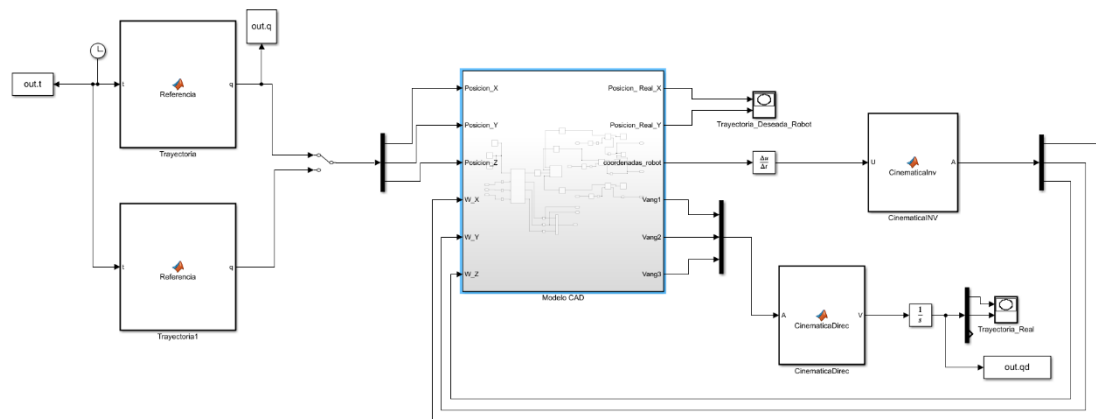 out.q
out.t
t
Referencia
q
Trayectoria
t
Referencia
q
Trayectoria1
Posicion_X
Posicion_Y
Posicion_Z
W_X
W_Y
W_Z
Posicion_ Real_X
Posicion_Real_Y
coordenadas_robot
Vang1
Vang2
Vang3
Modelo CAD
Trayectoria_Deseada_Robot
Δu
Δt
U
CinematicaInv
A
CinematicaINV
A
CinematicaDirec
V
CinematicaDirec
1
s
Trayectoria_Real
out.qd